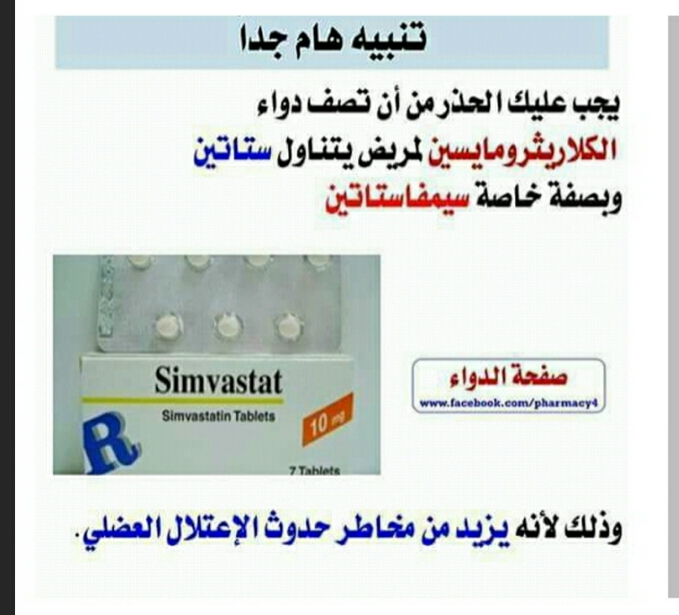 تنبيه هام جدا
يجب عليك الحذر من أن تصف دواء
الكلاريثرومايسين لمريض يتناول ستاتين
وبصفة خاصة سيمفاستاتين
Simvastat
Simvastatin Tablets
10 mg
R
7 Tablets
صفحة الدواء
www.facebook.com/pharmacy4
وذلك لأنه يزيد من مخاطر حدوث الإعتلال العضلي.